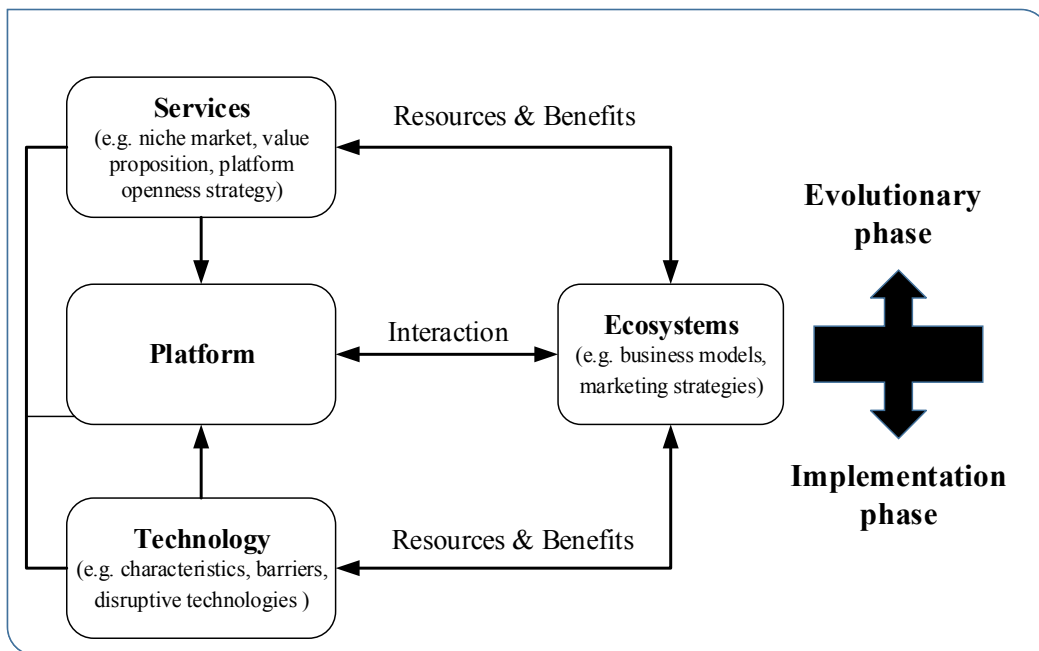 Services
(e.g. niche market, value
proposition, platform
openness strategy)
Resources & Benefits
Evolutionary
phase
Platform
Interaction
Ecosystems
(e.g. business models,
marketing strategies)
Implementation
phase
Technology
(e.g. characteristics, barriers,
disruptive technologies )
Resources & Benefits